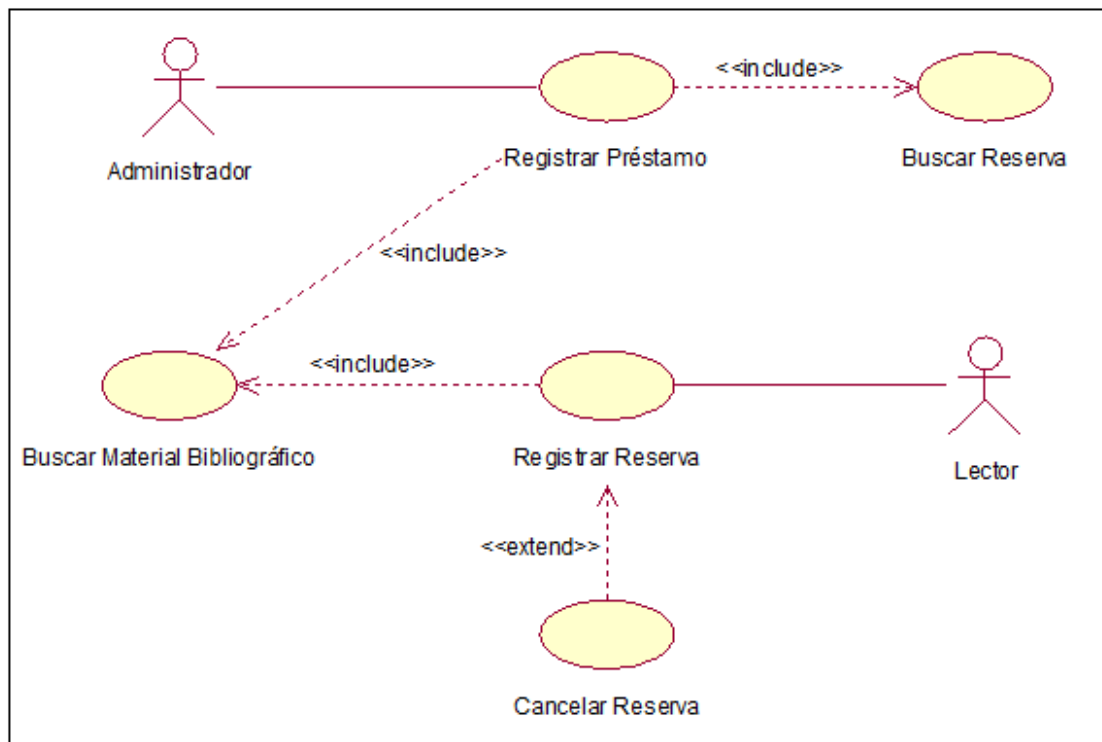 <<include>>
Administrador
Registrar Préstamo
Buscar Reserva
<<include>>
<<include>>
Buscar Material Bibliográfico
Registrar Reserva
Lector
<<extend>>
Cancelar Reserva